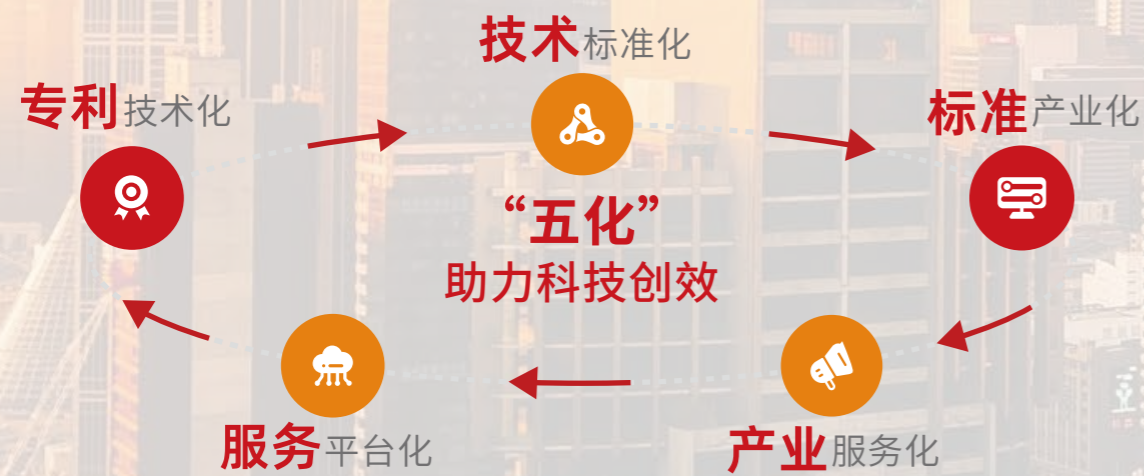 技术标准化
专利技术化
标准产业化
“五化”
助力科技创效
服务平台化
产业服务化